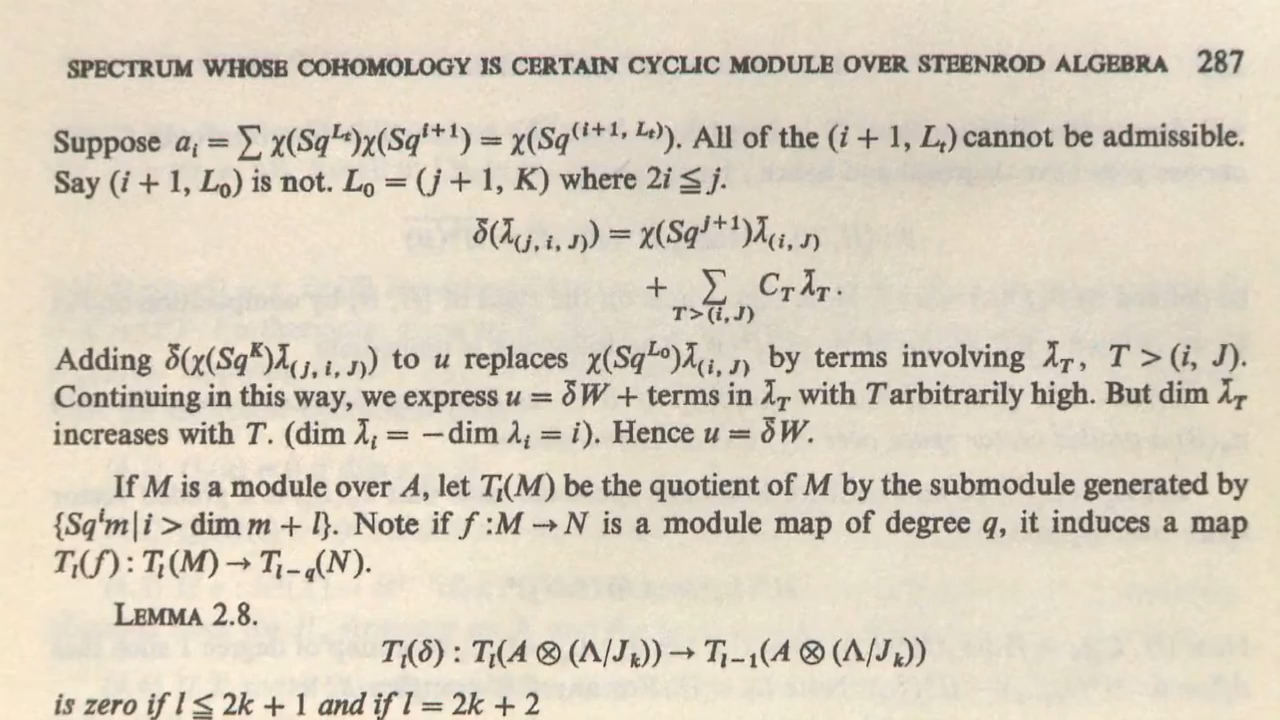 SPECTRUM WHOSE COHOMOLOGY IS CERTAIN CYCLIC MODULE OVER STEENROD ALGEBRA 287
Suppose a_i = ∑ χ(Sq^{L_t})χ(Sq^{i+1}) = χ(Sq^{(i+1, L_t)}). All of the (i + 1, L_t) cannot be admissible.
Say (i + 1, L_0) is not. L_0 = (j + 1, K) where 2i ≦ j.
δ̄(λ̄_{(j, i, J)}) = χ(Sq^{j+1})λ̄_{(i, J)}
+ ∑_{T>(i, J)} C_T λ̄_T.
Adding δ̄(χ(Sq^K)λ̄_{(j, i, J)}) to u replaces χ(Sq^{L_0})λ̄_{(i, J)} by terms involving λ̄_T, T > (i, J).
Continuing in this way, we express u = δ̄W + terms in λ̄_T with T arbitrarily high. But dim λ̄_T
increases with T. (dim λ̄_i = −dim λ_i = i). Hence u = δ̄W.
If M is a module over A, let T_l(M) be the quotient of M by the submodule generated by
{Sq^i m | i > dim m + l}. Note if f : M → N is a module map of degree q, it induces a map
T_l(f) : T_l(M) → T_{l−q}(N).
LEMMA 2.8.
T_l(δ) : T_l(A ⊗ (Λ/J_k)) → T_{l−1}(A ⊗ (Λ/J_k))
is zero if l ≦ 2k + 1 and if l = 2k + 2